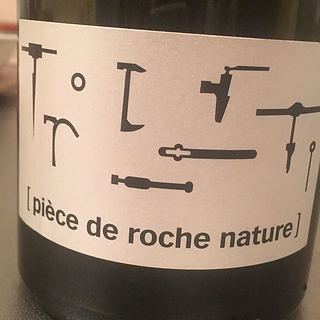 [pièce de roche nature]